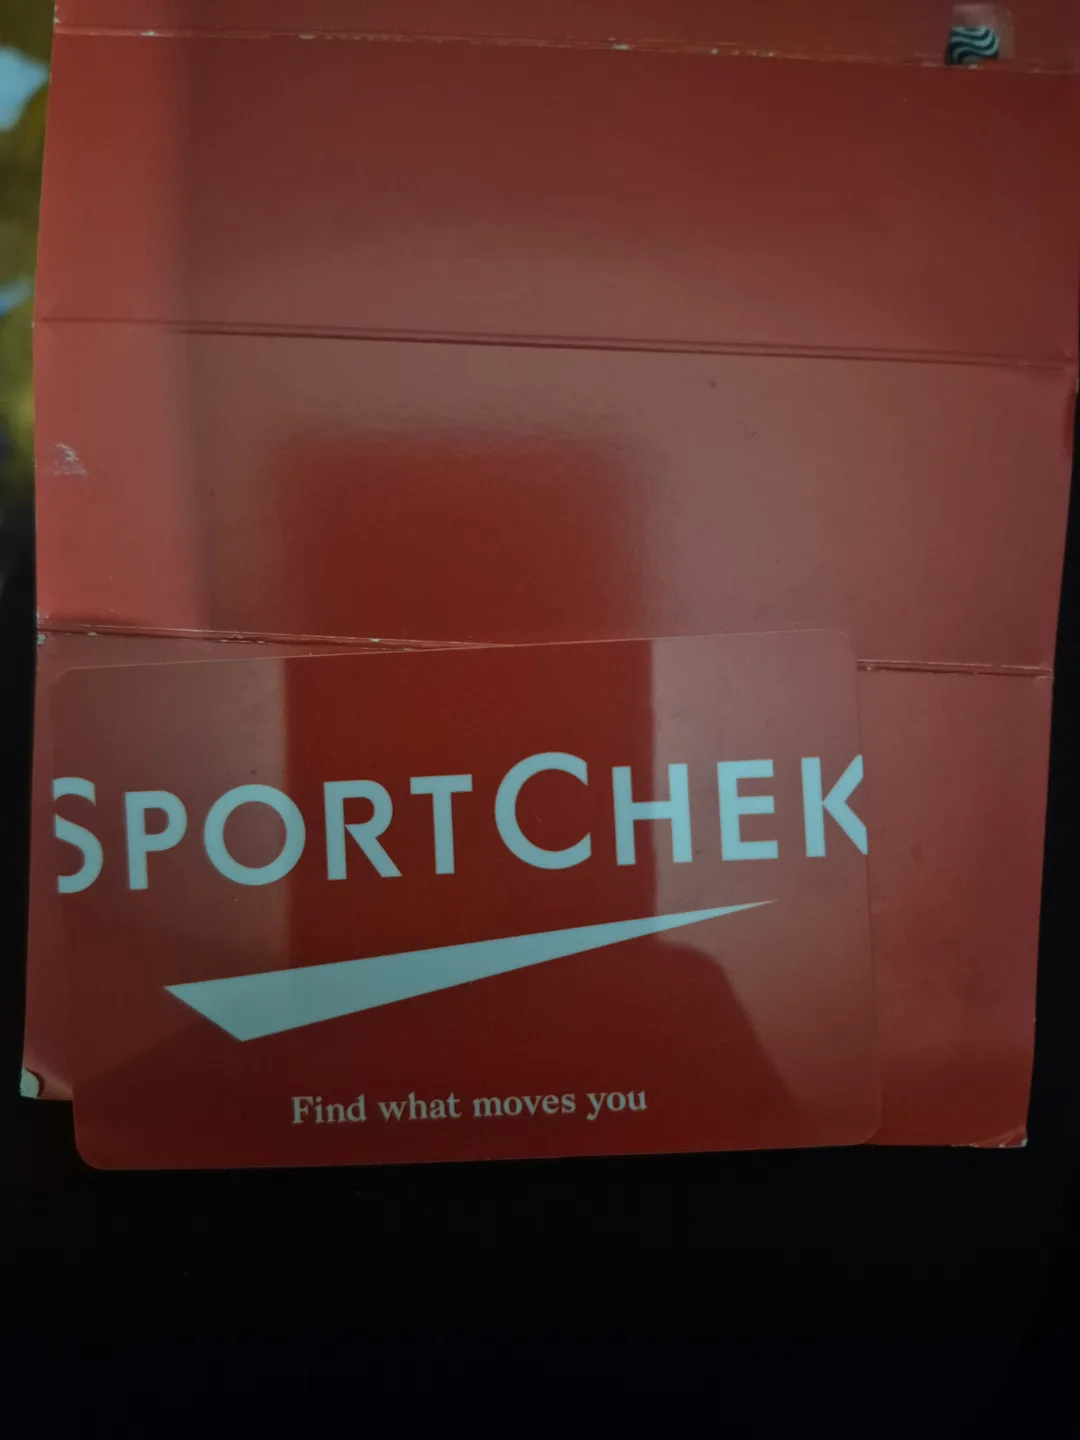 SPORTCHEK
Find what moves you